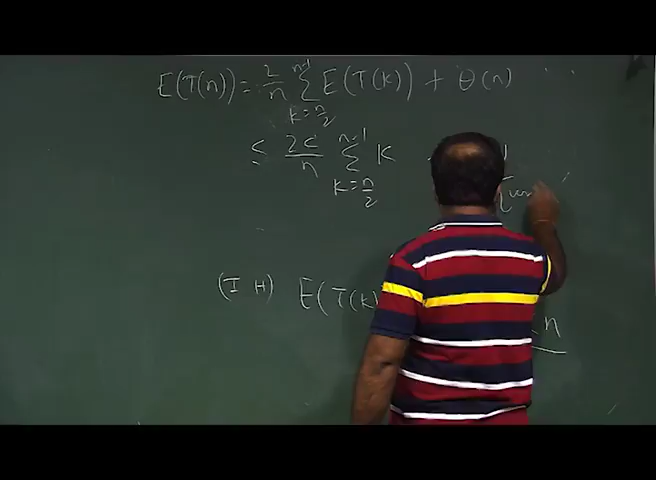 E(T(n)) = 2/n Σ_{k=n/2}^{n-1} E(T(k)) + Θ(n)
≤ 2c/n Σ_{k=n/2}^{n-1} k
(I H) E(T(k)
n